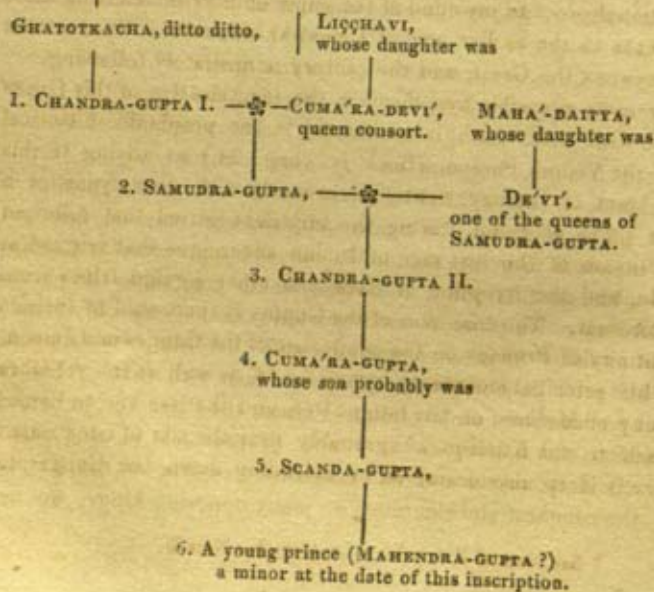 GHATOTKACHA, ditto ditto,
LIÇÇHAVI,
whose daughter was
1. CHANDRA-GUPTA I.
CUMA'RA-DEVI',
queen consort.
MAHA'-DAITYA,
whose daughter was
2. SAMUDRA-GUPTA,
DE'VI',
one of the queens of
SAMUDRA-GUPTA.
3. CHANDRA-GUPTA II.
4. CUMA'RA-GUPTA,
whose son probably was
5. SCANDA-GUPTA,
6. A young prince (MAHENDRA-GUPTA?)
a minor at the date of this inscription.